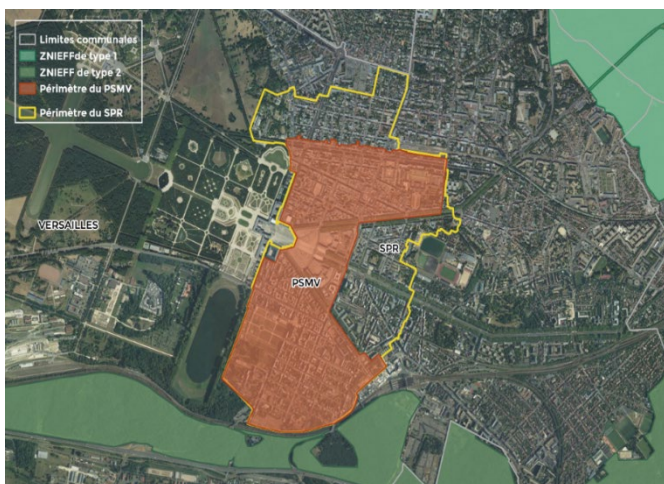 Limites communales
ZNIEFFde type 1
ZNIEFF de type 2
Périmètre du PSMV
Périmètre du SPR
VERSAILLES
SPR
PSMV